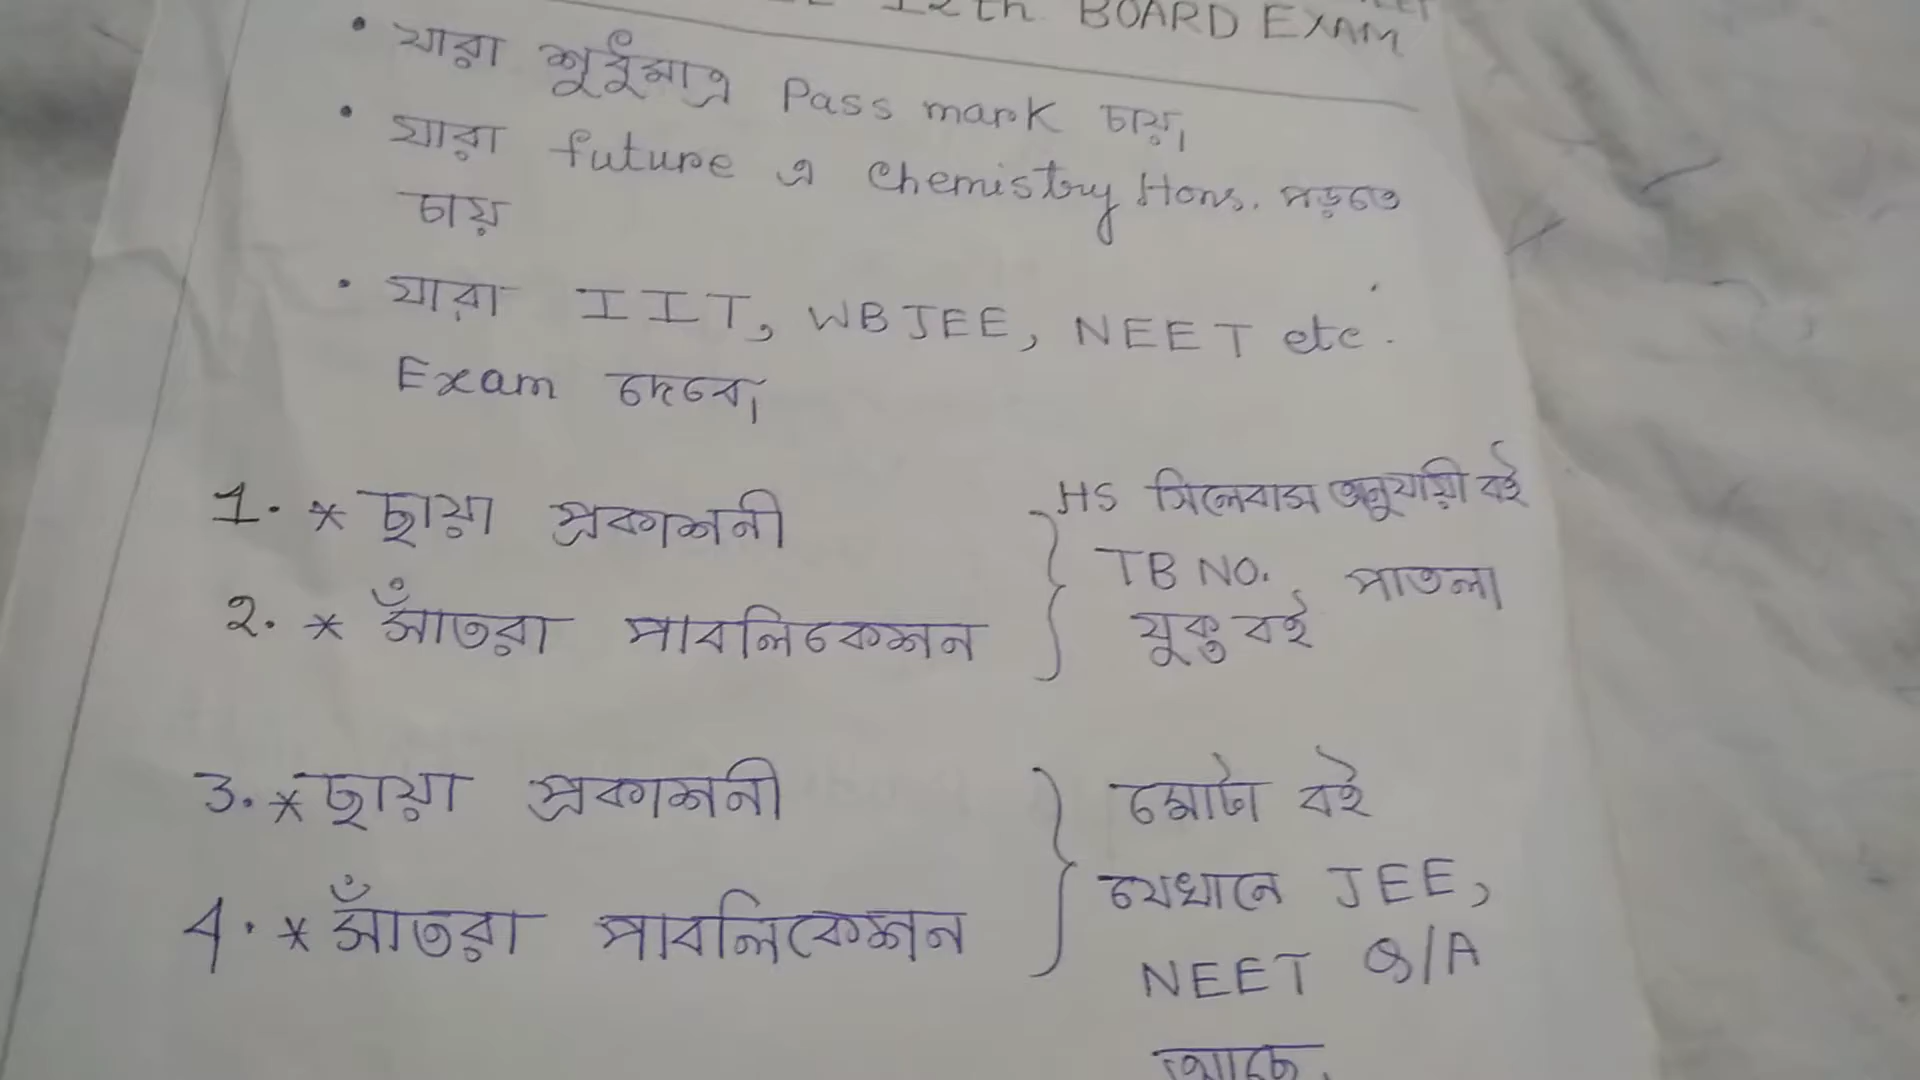 12th BOARD EXAM
• যারা শুধুমাত্র Pass mark চায়।
• যারা future এ Chemistry Hons. পড়তে
চায়
• যারা IIT, WBJEE, NEET etc.
Exam দেবে।
1. * ছায়া প্রকাশনী
2. * সাঁতরা পাবলিকেশন
HS সিলেবাস অনুযায়ী বই
TB NO. পাতলা
যুক্ত বই
3. * ছায়া প্রকাশনী
4. * সাঁতরা পাবলিকেশন
মোটা বই
যেখানে JEE,
NEET Q/A
আছে.